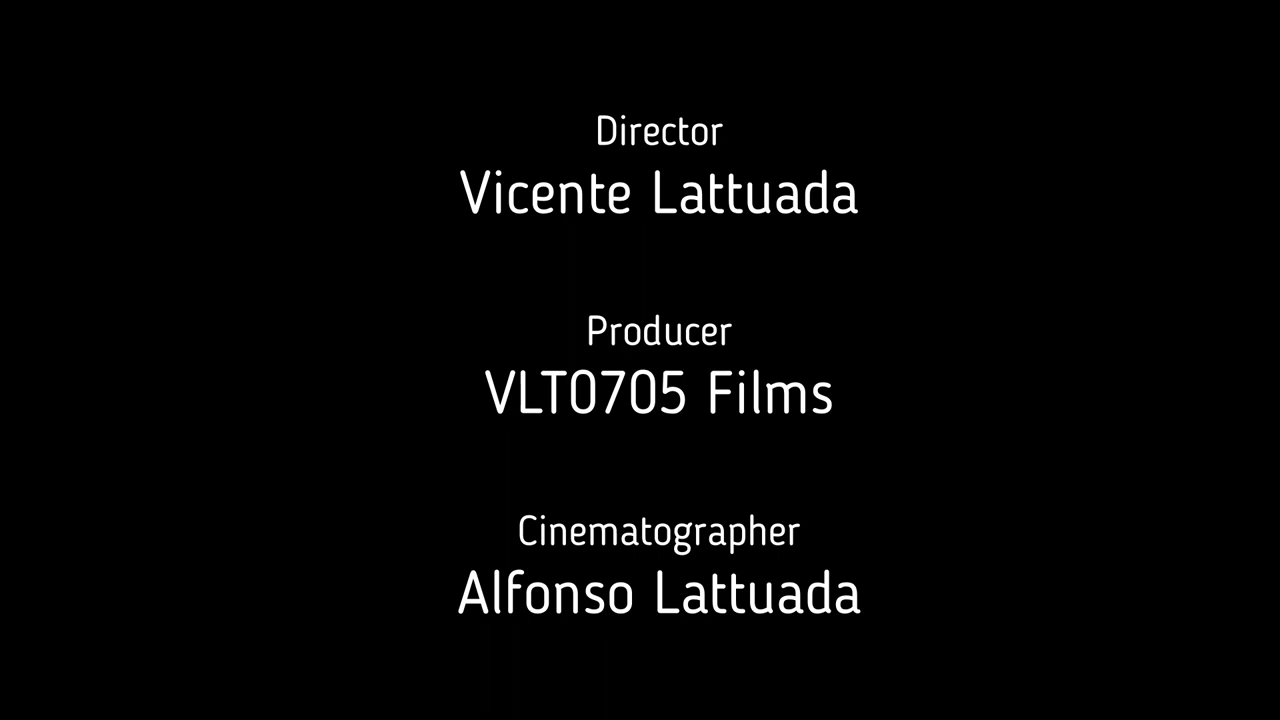 Director
Vicente Lattuada
Producer
VLT0705 Films
Cinematographer
Alfonso Lattuada